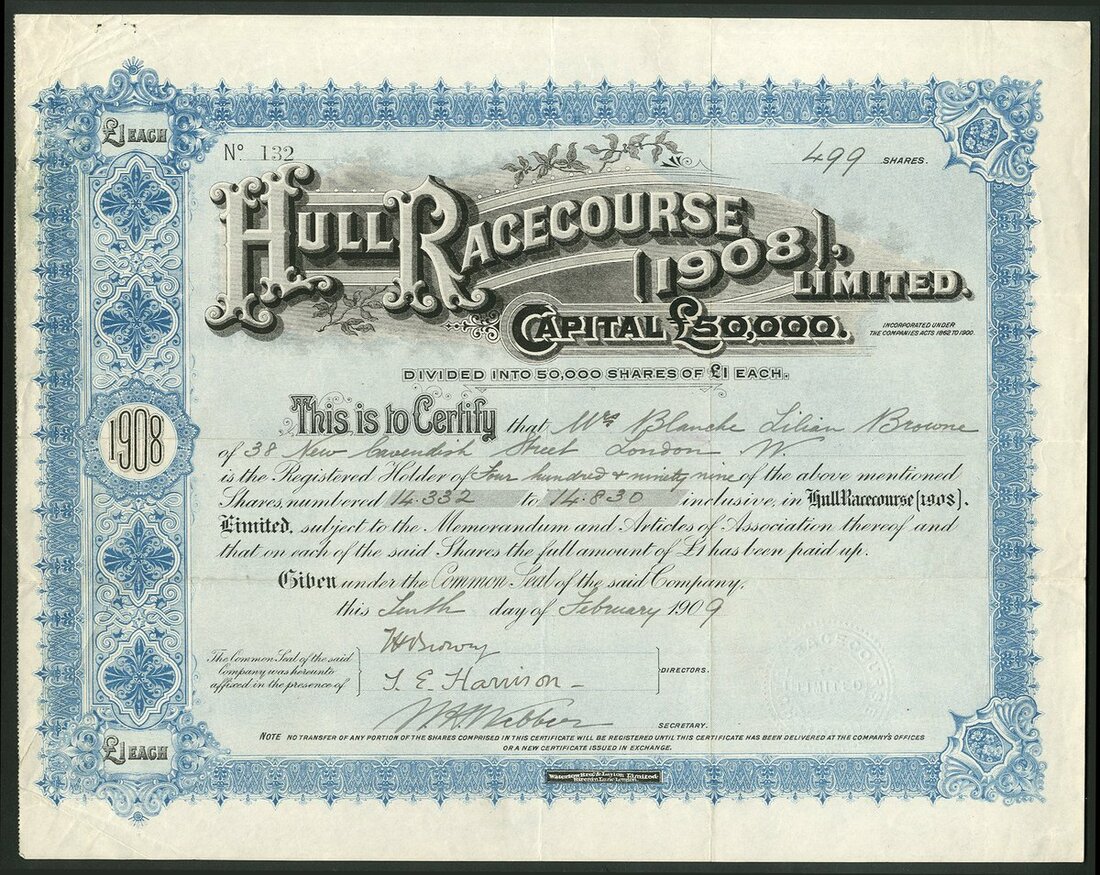 £1 EACH
Nº 132
499 SHARES.
HULL RACECOURSE
(1908), LIMITED.
CAPITAL £50,000.
INCORPORATED UNDER
THE COMPANIES ACTS 1862 TO 1900.
DIVIDED INTO 50,000 SHARES OF £1 EACH.
This is to Certify that Mrs Blanche Lilian Browne
of 38 New Cavendish Street London W.
is the Registered Holder of Four hundred & ninety nine of the above mentioned
Shares, numbered 14.332 to 14.830 inclusive, in Hull Racecourse (1908),
Limited, subject to the Memorandum and Articles of Association thereof and
that on each of the said Shares the full amount of £1 has been paid up.
Given under the Common Seal of the said Company,
this Tenth day of February 1909
1908
The Common Seal of the said
Company was hereunto
affixed in the presence of
T. E. Harrison
DIRECTORS.
SECRETARY.
NOTE NO TRANSFER OF ANY PORTION OF THE SHARES COMPRISED IN THIS CERTIFICATE WILL BE REGISTERED UNTIL THIS CERTIFICATE HAS BEEN DELIVERED AT THE COMPANY'S OFFICES
OR A NEW CERTIFICATE ISSUED IN EXCHANGE.
£1 EACH
Waterlow Bros. & Layton Limited.
LIMITED